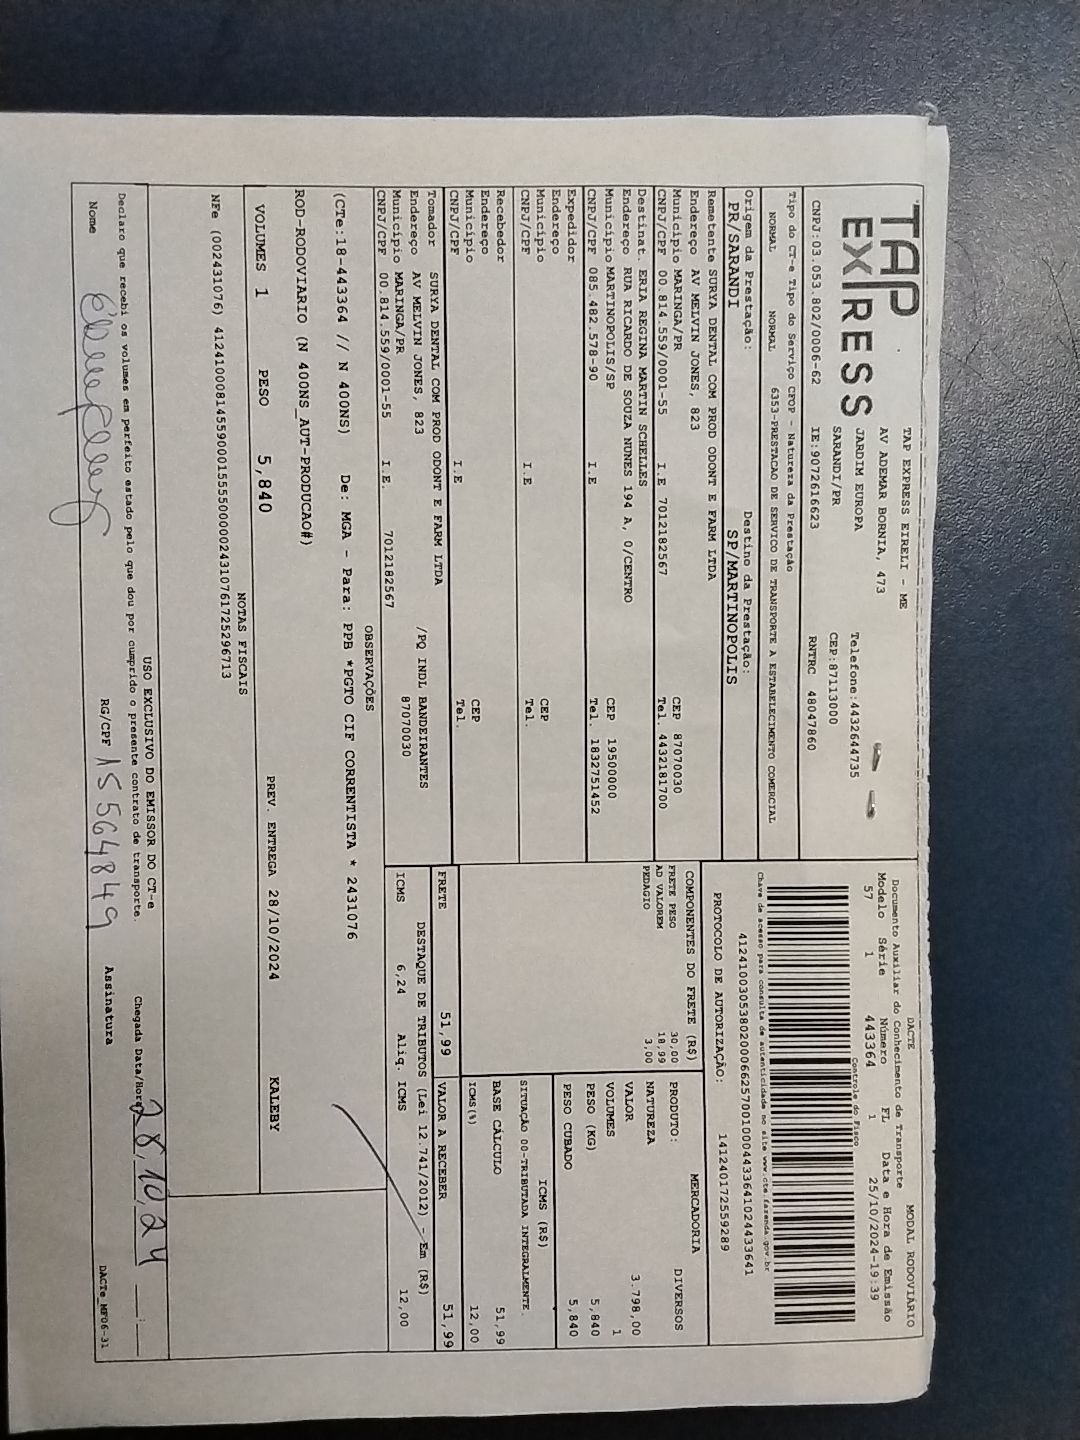 TAP
EXPRESS
TAP EXPRESS EIRELI - ME
AV ADEMAR BORNIA, 473
JARDIM EUROPA
SARANDI/PR
Telefone:4432644735
CEP:87113000
CNPJ:03.053.802/0006-62 IE:9072616623 RNTRC 48047860
DACTE MODAL RODOVIÁRIO
Documento Auxiliar do Conhecimento de Transporte
Modelo Série Número FL Data e Hora de Emissão
57 1 443364 1 25/10/2024-19:39
Controle do Fisco
Chave de acesso para consulta de autenticidade no site www.cte.fazenda.gov.br
41241003053802000662570010004433641024433641
PROTOCOLO DE AUTORIZAÇÃO: 141240172559289
Tipo do CT-e Tipo do Serviço CFOP - Natureza da Prestação
NORMAL NORMAL 6353-PRESTACAO DE SERVICO DE TRANSPORTE A ESTABELECIMENTO COMERCIAL
Origem da Prestação: Destino da Prestação:
PR/SARANDI SP/MARTINOPOLIS
Remetente SURYA DENTAL COM PROD ODONT E FARM LTDA
Endereço AV MELVIN JONES, 823
Município MARINGA/PR CEP 87070030
CNPJ/CPF 00.814.559/0001-55 I.E 7012182567 Tel. 4432181700
Destinat. ERIA REGINA MARTIN SCHELLES
Endereço RUA RICARDO DE SOUZA NUNES 194 A, 0/CENTRO
Município MARTINOPOLIS/SP CEP 19500000
CNPJ/CPF 085.482.578-90 I.E Tel. 1832751452
Expedidor
Endereço
Município CEP
CNPJ/CPF I.E Tel.
Recebedor
Endereço
Município CEP
CNPJ/CPF I.E Tel.
Tomador SURYA DENTAL COM PROD ODONT E FARM LTDA
Endereço AV MELVIN JONES, 823 /PQ INDL BANDEIRANTES
Município MARINGA/PR 87070030
CNPJ/CPF 00.814.559/0001-55 I.E. 7012182567
COMPONENTES DO FRETE (R$)
FRETE PESO 30,00
AD VALOREM 18,99
PEDAGIO 3,00
MERCADORIA
PRODUTO: DIVERSOS
NATUREZA
VALOR 3.798,00
VOLUMES 1
PESO (KG) 5,840
PESO CUBADO 5,840
ICMS (R$)
SITUAÇÃO 00-TRIBUTADA INTEGRALMENTE.
BASE CÁLCULO 51,99
ICMS(%) 12,00
FRETE 51,99 VALOR A RECEBER 51,99
DESTAQUE DE TRIBUTOS (Lei 12.741/2012) - Em (R$)
ICMS 6,24 Aliq. ICMS 12,00
OBSERVAÇÕES
(CTe:18-443364 // N 400NS) De: MGA - Para: PPB *PGTO CIF CORRENTISTA * 2431076
ROD-RODOVIARIO (N 400NS_AUT-PRODUCAO#)
VOLUMES 1 PESO 5,840 PREV. ENTREGA 28/10/2024 KALEBY
NOTAS FISCAIS
NFe (002431076) 41241000814559000155550000024310761725296713
USO EXCLUSIVO DO EMISSOR DO CT-e
Declaro que recebi os volumes em perfeito estado pelo que dou por cumprido o presente contrato de transporte. Chegada Data/Hora 28/10/24
Nome RG/CPF 15564849 Assinatura DACTe_MF06-31